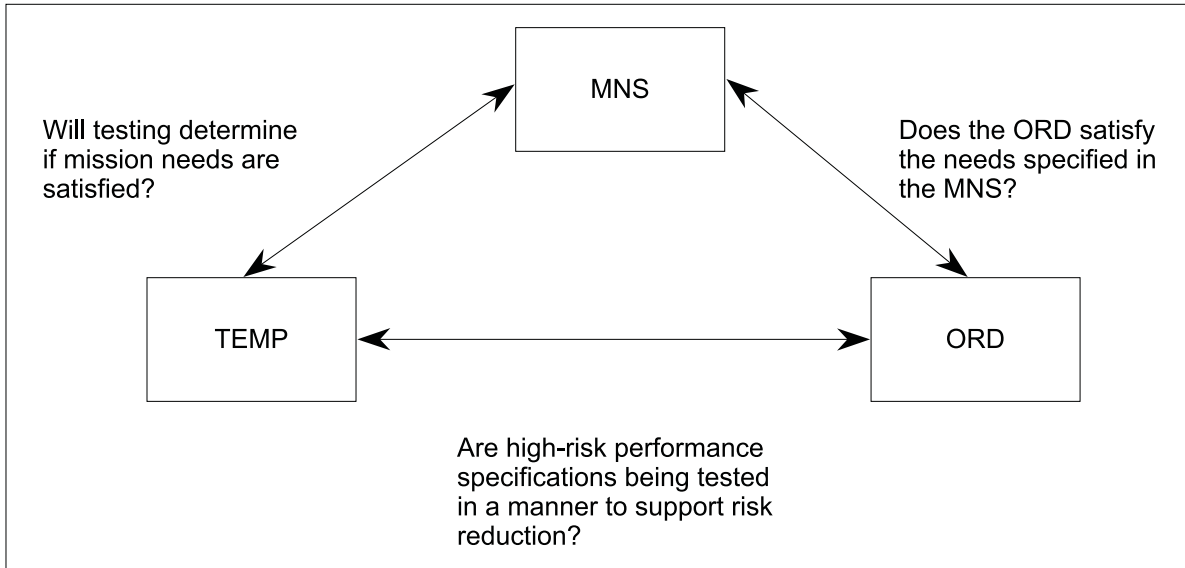 MNS
Will testing determine
if mission needs are
satisfied?
Does the ORD satisfy
the needs specified in
the MNS?
TEMP
ORD
Are high-risk performance
specifications being tested
in a manner to support risk
reduction?